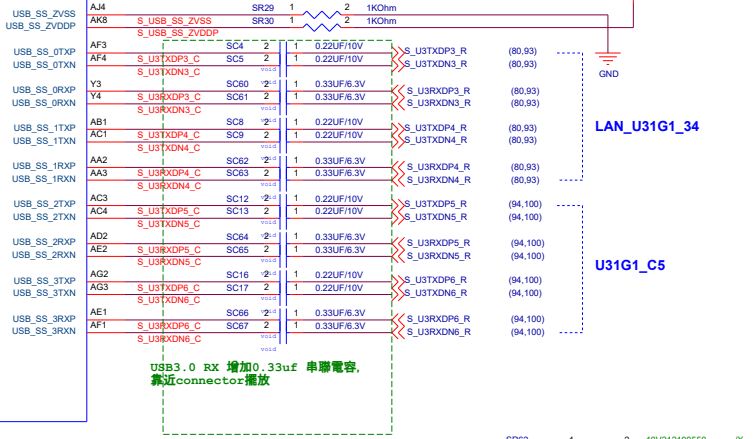 USB_SS_ZVSS AJ4 SR29 1 2 1KOhm
USB_SS_ZVDDP AK8 S_USB_SS_ZVSS SR30 1 2 1KOhm
S_USB_SS_ZVDDP
USB_SS_0TXP AF3 SC4 2 1 0.22UF/10V S_U3TXDP3_R (80,93)
USB_SS_0TXN AF4 S_U3TXDP3_C SC5 2 1 0.22UF/10V S_U3TXDN3_R (80,93)
S_U3TXDN3_C void
GND
USB_SS_0RXP Y3 SC60 2 1 0.33UF/6.3V S_U3RXDP3_R (80,93)
USB_SS_0RXN Y4 S_U3RXDP3_C SC61 2 1 0.33UF/6.3V S_U3RXDN3_R (80,93)
S_U3RXDN3_C void
USB_SS_1TXP AB1 SC8 2 1 0.22UF/10V S_U3TXDP4_R (80,93)
LAN_U31G1_34
USB_SS_1TXN AC1 S_U3TXDP4_C SC9 2 1 0.22UF/10V S_U3TXDN4_R (80,93)
S_U3TXDN4_C void
USB_SS_1RXP AA2 SC62 2 1 0.33UF/6.3V S_U3RXDP4_R (80,93)
USB_SS_1RXN AA3 S_U3RXDP4_C SC63 2 1 0.33UF/6.3V S_U3RXDN4_R (80,93)
S_U3RXDN4_C void
USB_SS_2TXP AC3 SC12 2 1 0.22UF/10V S_U3TXDP5_R (94,100)
USB_SS_2TXN AC4 S_U3TXDP5_C SC13 2 1 0.22UF/10V S_U3TXDN5_R (94,100)
S_U3TXDN5_C void
USB_SS_2RXP AD2 SC64 2 1 0.33UF/6.3V S_U3RXDP5_R (94,100)
USB_SS_2RXN AE2 S_U3RXDP5_C SC65 2 1 0.33UF/6.3V S_U3RXDN5_R (94,100)
S_U3RXDN5_C void
U31G1_C5
USB_SS_3TXP AG2 SC16 2 1 0.22UF/10V S_U3TXDP6_R (94,100)
USB_SS_3TXN AG3 S_U3TXDP6_C SC17 2 1 0.22UF/10V S_U3TXDN6_R (94,100)
S_U3TXDN6_C void
USB_SS_3RXP AE1 SC66 2 1 0.33UF/6.3V S_U3RXDP6_R (94,100)
USB_SS_3RXN AF1 S_U3RXDP6_C SC67 2 1 0.33UF/6.3V S_U3RXDN6_R (94,100)
S_U3RXDN6_C void
void
USB3.0 RX 增加0.33uf 串聯電容,
靠近connector擺放